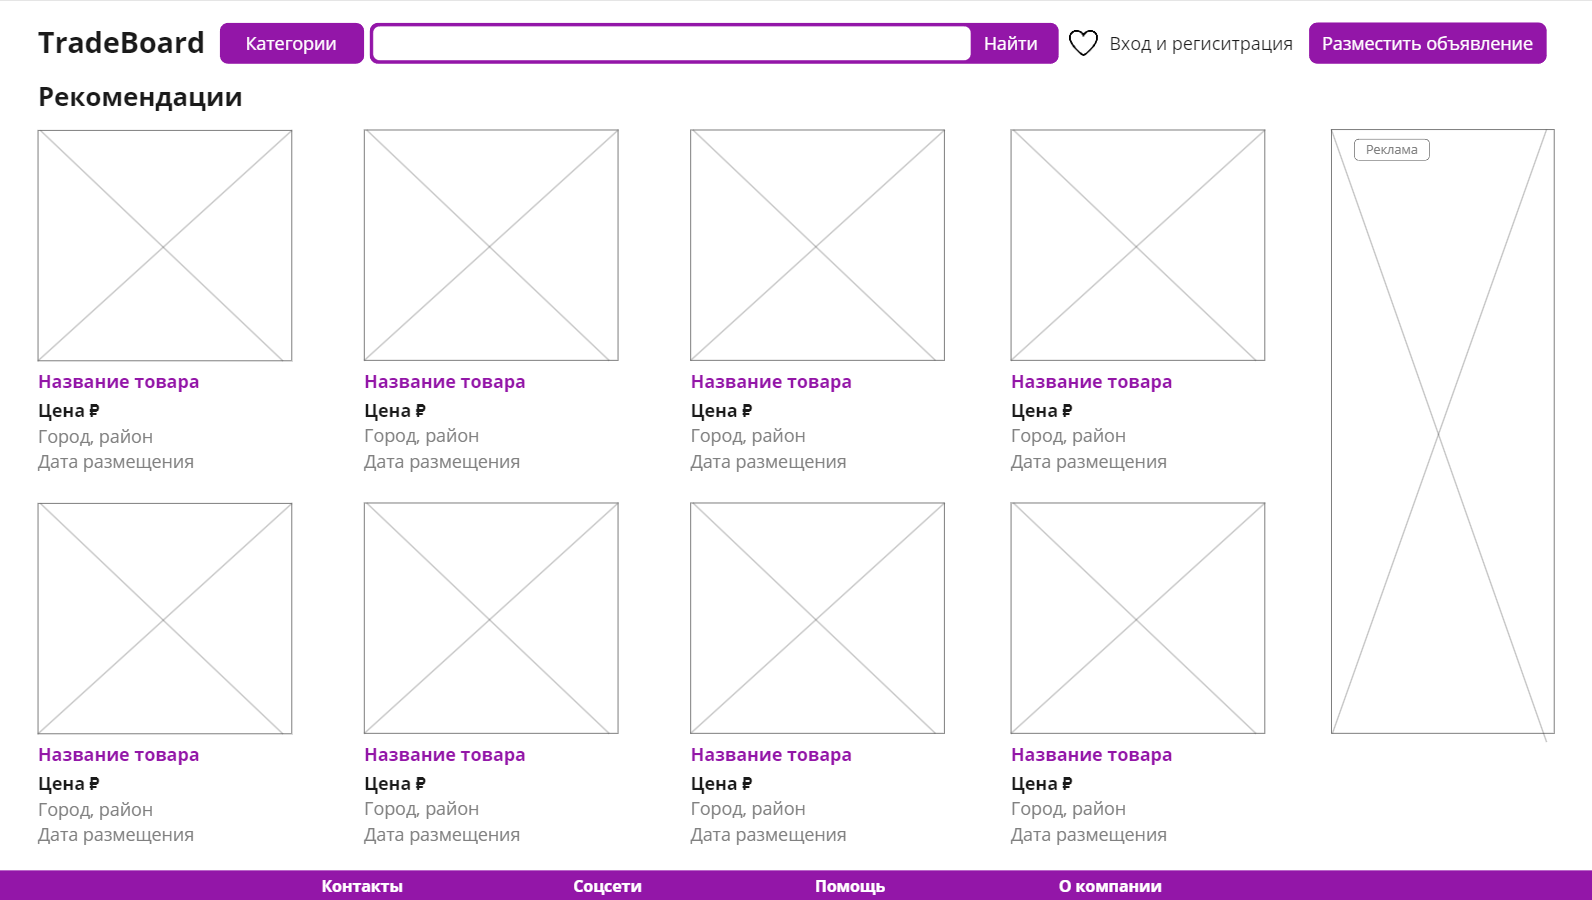 TradeBoard Категории Найти Вход и региситрация Разместить объявление
Рекомендации
Реклама
Название товара Название товара Название товара Название товара
Цена ₽ Цена ₽ Цена ₽ Цена ₽
Город, район Город, район Город, район Город, район
Дата размещения Дата размещения Дата размещения Дата размещения
Название товара Название товара Название товара Название товара
Цена ₽ Цена ₽ Цена ₽ Цена ₽
Город, район Город, район Город, район Город, район
Дата размещения Дата размещения Дата размещения Дата размещения
Контакты Соцсети Помощь О компании